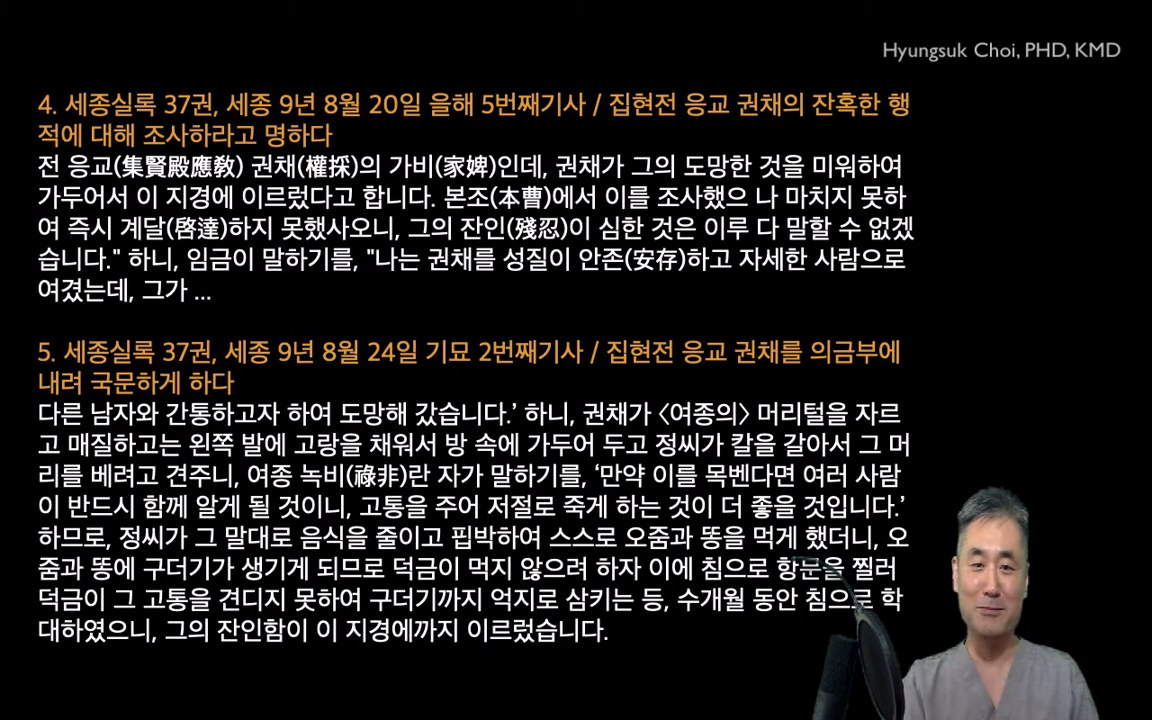 Hyungsuk Choi, PHD, KMD
4. 세종실록 37권, 세종 9년 8월 20일 을해 5번째기사 / 집현전 응교 권채의 잔혹한 행
적에 대해 조사하라고 명하다
전 응교(集賢殿應敎) 권채(權採)의 가비(家婢)인데, 권채가 그의 도망한 것을 미워하여
가두어서 이 지경에 이르렀다고 합니다. 본조(本曹)에서 이를 조사했으 나 마치지 못하
여 즉시 계달(啓達)하지 못했사오니, 그의 잔인(殘忍)이 심한 것은 이루 다 말할 수 없겠
습니다." 하니, 임금이 말하기를, "나는 권채를 성질이 안존(安存)하고 자세한 사람으로
여겼는데, 그가 ...
5. 세종실록 37권, 세종 9년 8월 24일 기묘 2번째기사 / 집현전 응교 권채를 의금부에
내려 국문하게 하다
다른 남자와 간통하고자 하여 도망해 갔습니다.’ 하니, 권채가 〈여종의〉 머리털을 자르
고 매질하고는 왼쪽 발에 고랑을 채워서 방 속에 가두어 두고 정씨가 칼을 갈아서 그 머
리를 베려고 견주니, 여종 녹비(祿非)란 자가 말하기를, ‘만약 이를 목벤다면 여러 사람
이 반드시 함께 알게 될 것이니, 고통을 주어 저절로 죽게 하는 것이 더 좋을 것입니다.’
하므로, 정씨가 그 말대로 음식을 줄이고 핍박하여 스스로 오줌과 똥을 먹게 했더니, 오
줌과 똥에 구더기가 생기게 되므로 덕금이 먹지 않으려 하자 이에 침으로 항문을 찔러
덕금이 그 고통을 견디지 못하여 구더기까지 억지로 삼키는 등, 수개월 동안 침으로 학
대하였으니, 그의 잔인함이 이 지경에까지 이르렀습니다.